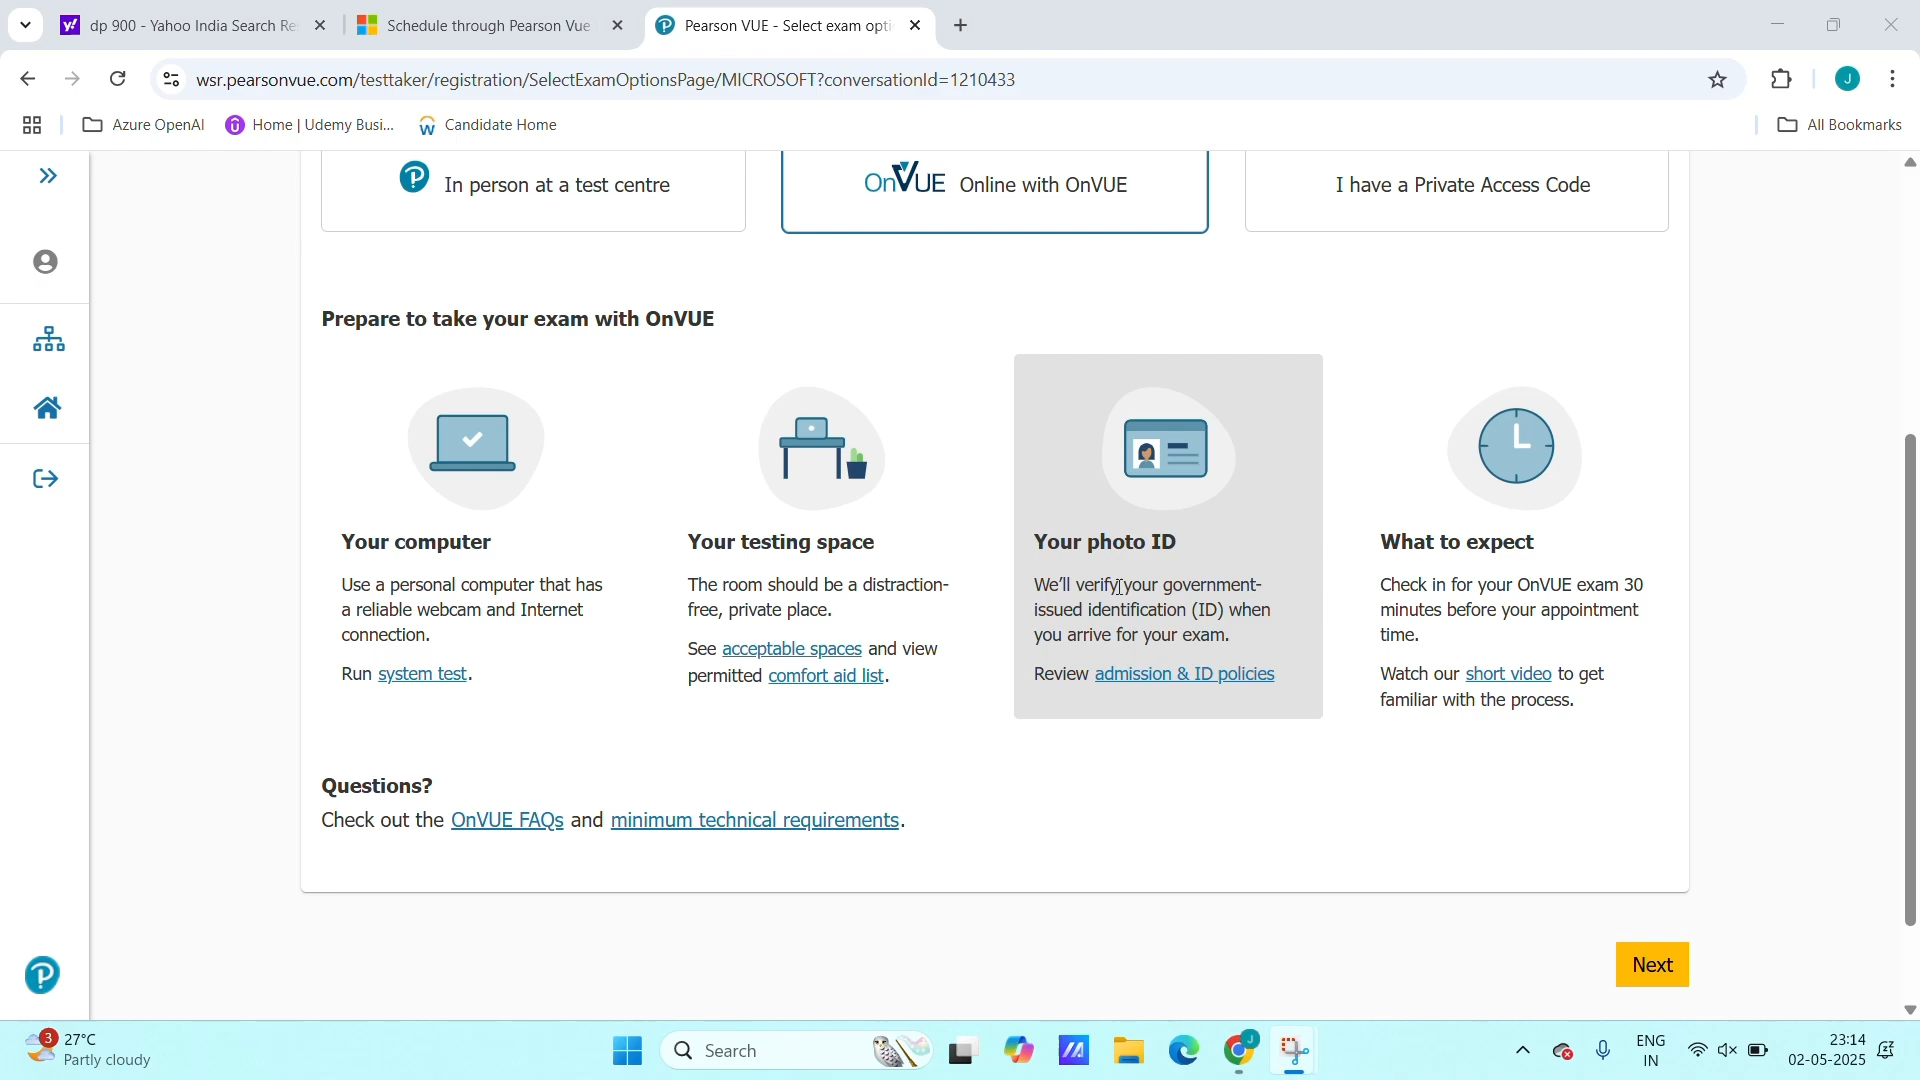 dp 900 - Yahoo India Search Re
Schedule through Pearson Vue
Pearson VUE - Select exam opti
wsr.pearsonvue.com/testtaker/registration/SelectExamOptionsPage/MICROSOFT?conversationId=1210433
J
Azure OpenAI
Home | Udemy Busi...
Candidate Home
All Bookmarks
In person at a test centre
OnVUE Online with OnVUE
I have a Private Access Code
Prepare to take your exam with OnVUE
Your computer
Use a personal computer that has
a reliable webcam and Internet
connection.
Run system test.
Your testing space
The room should be a distraction-
free, private place.
See acceptable spaces and view
permitted comfort aid list.
Your photo ID
We'll verify your government-
issued identification (ID) when
you arrive for your exam.
Review admission & ID policies
What to expect
Check in for your OnVUE exam 30
minutes before your appointment
time.
Watch our short video to get
familiar with the process.
Questions?
Check out the OnVUE FAQs and minimum technical requirements.
Next
3
27°C
Partly cloudy
Search
J
ENG
IN
23:14
02-05-2025